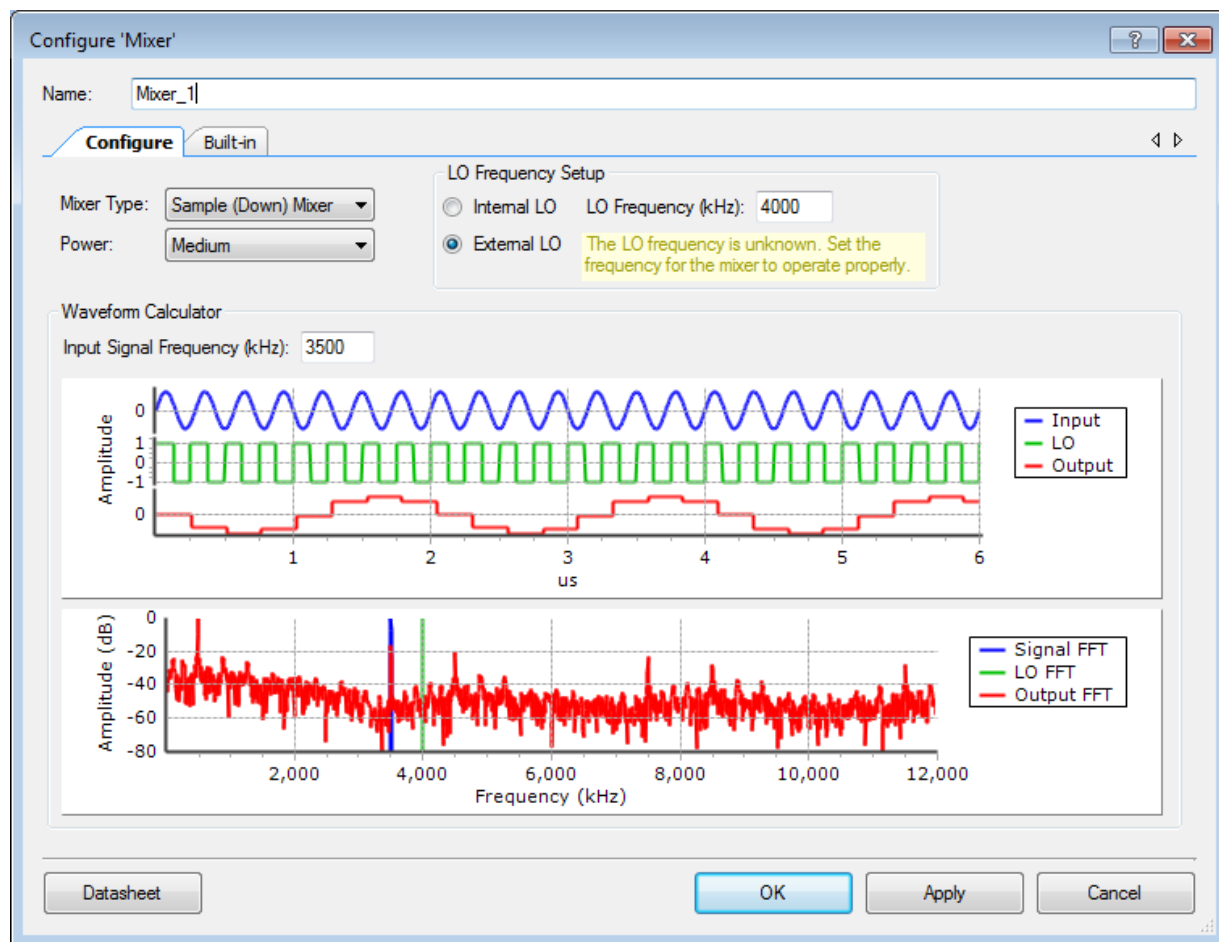 Configure 'Mixer'
Name: Mixer_1
Configure Built-in
Mixer Type: Sample (Down) Mixer
Power: Medium
LO Frequency Setup
Internal LO LO Frequency (kHz): 4000
External LO The LO frequency is unknown. Set the
frequency for the mixer to operate properly.
Waveform Calculator
Input Signal Frequency (kHz): 3500
Amplitude
0
1
0
-1
0
1 2 3 4 5 6
us
Input
LO
Output
Amplitude (dB)
0
-20
-40
-60
-80
2,000 4,000 6,000 8,000 10,000 12,000
Frequency (kHz)
Signal FFT
LO FFT
Output FFT
Datasheet OK Apply Cancel